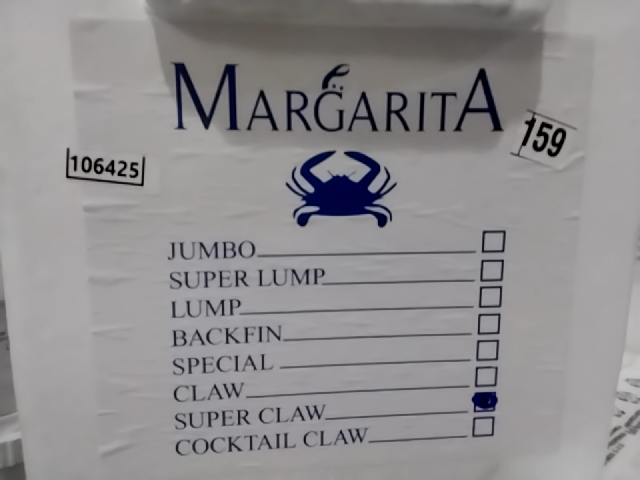 MARGARITA
159
106425
JUMBO
SUPER LUMP
LUMP
BACKFIN
SPECIAL
CLAW
SUPER CLAW
COCKTAIL CLAW